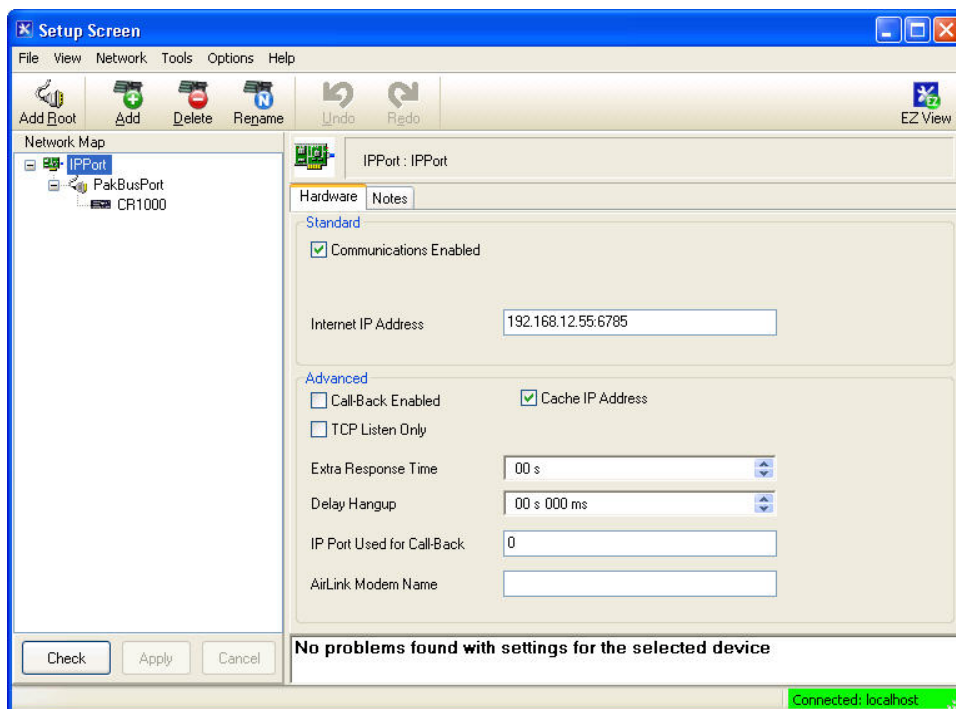 Setup Screen
File View Network Tools Options Help
Add Root Add Delete Rename Undo Redo EZ View
Network Map
IPPort
PakBusPort
CR1000
IPPort : IPPort
Hardware Notes
Standard
Communications Enabled
Internet IP Address 192.168.12.55:6785
Advanced
Call-Back Enabled Cache IP Address
TCP Listen Only
Extra Response Time 00 s
Delay Hangup 00 s 000 ms
IP Port Used for Call-Back 0
AirLink Modem Name
Check Apply Cancel
No problems found with settings for the selected device
Connected: localhost